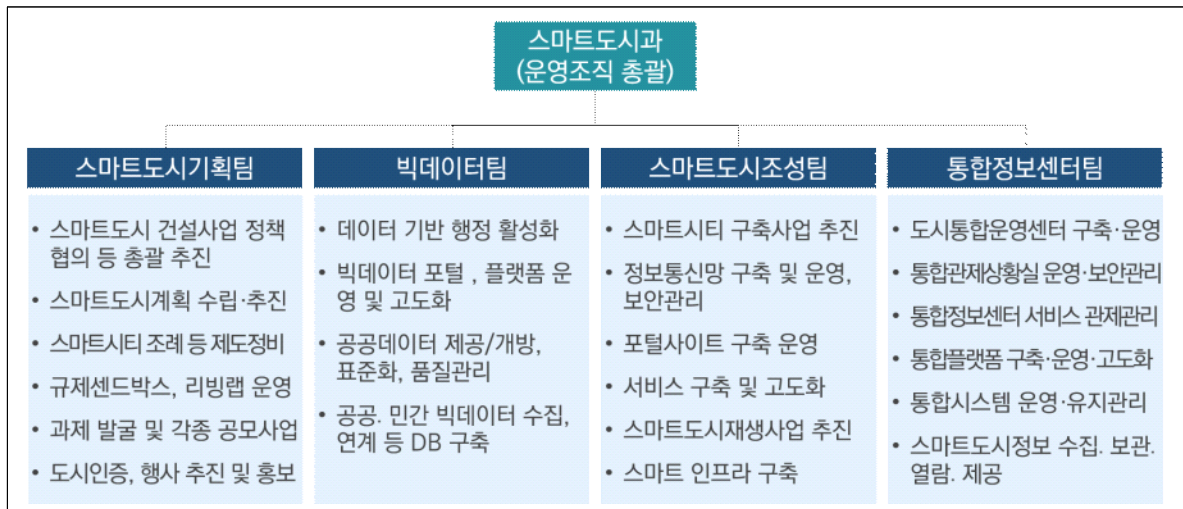 스마트도시과
(운영조직 총괄)
스마트도시기획팀
• 스마트도시 건설사업 정책
협의 등 총괄 추진
• 스마트도시계획 수립·추진
• 스마트시티 조례 등 제도정비
• 규제센드박스, 리빙랩 운영
• 과제 발굴 및 각종 공모사업
• 도시인증, 행사 추진 및 홍보
빅데이터팀
• 데이터 기반 행정 활성화
• 빅데이터 포털 , 플랫폼 운
영 및 고도화
• 공공데이터 제공/개방,
표준화, 품질관리
• 공공. 민간 빅데이터 수집,
연계 등 DB 구축
스마트도시조성팀
• 스마트시티 구축사업 추진
• 정보통신망 구축 및 운영,
보안관리
• 포털사이트 구축 운영
• 서비스 구축 및 고도화
• 스마트도시재생사업 추진
• 스마트 인프라 구축
통합정보센터팀
• 도시통합운영센터 구축·운영
• 통합관제상황실 운영·보안관리
• 통합정보센터 서비스 관제관리
• 통합플랫폼 구축·운영·고도화
• 통합시스템 운영·유지관리
• 스마트도시정보 수집. 보관.
열람. 제공